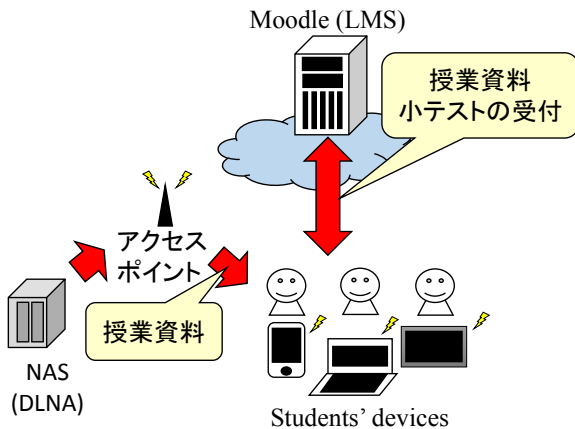 Moodle (LMS)
授業資料
小テストの受付
アクセス
ポイント
授業資料
NAS
(DLNA)
Students’ devices